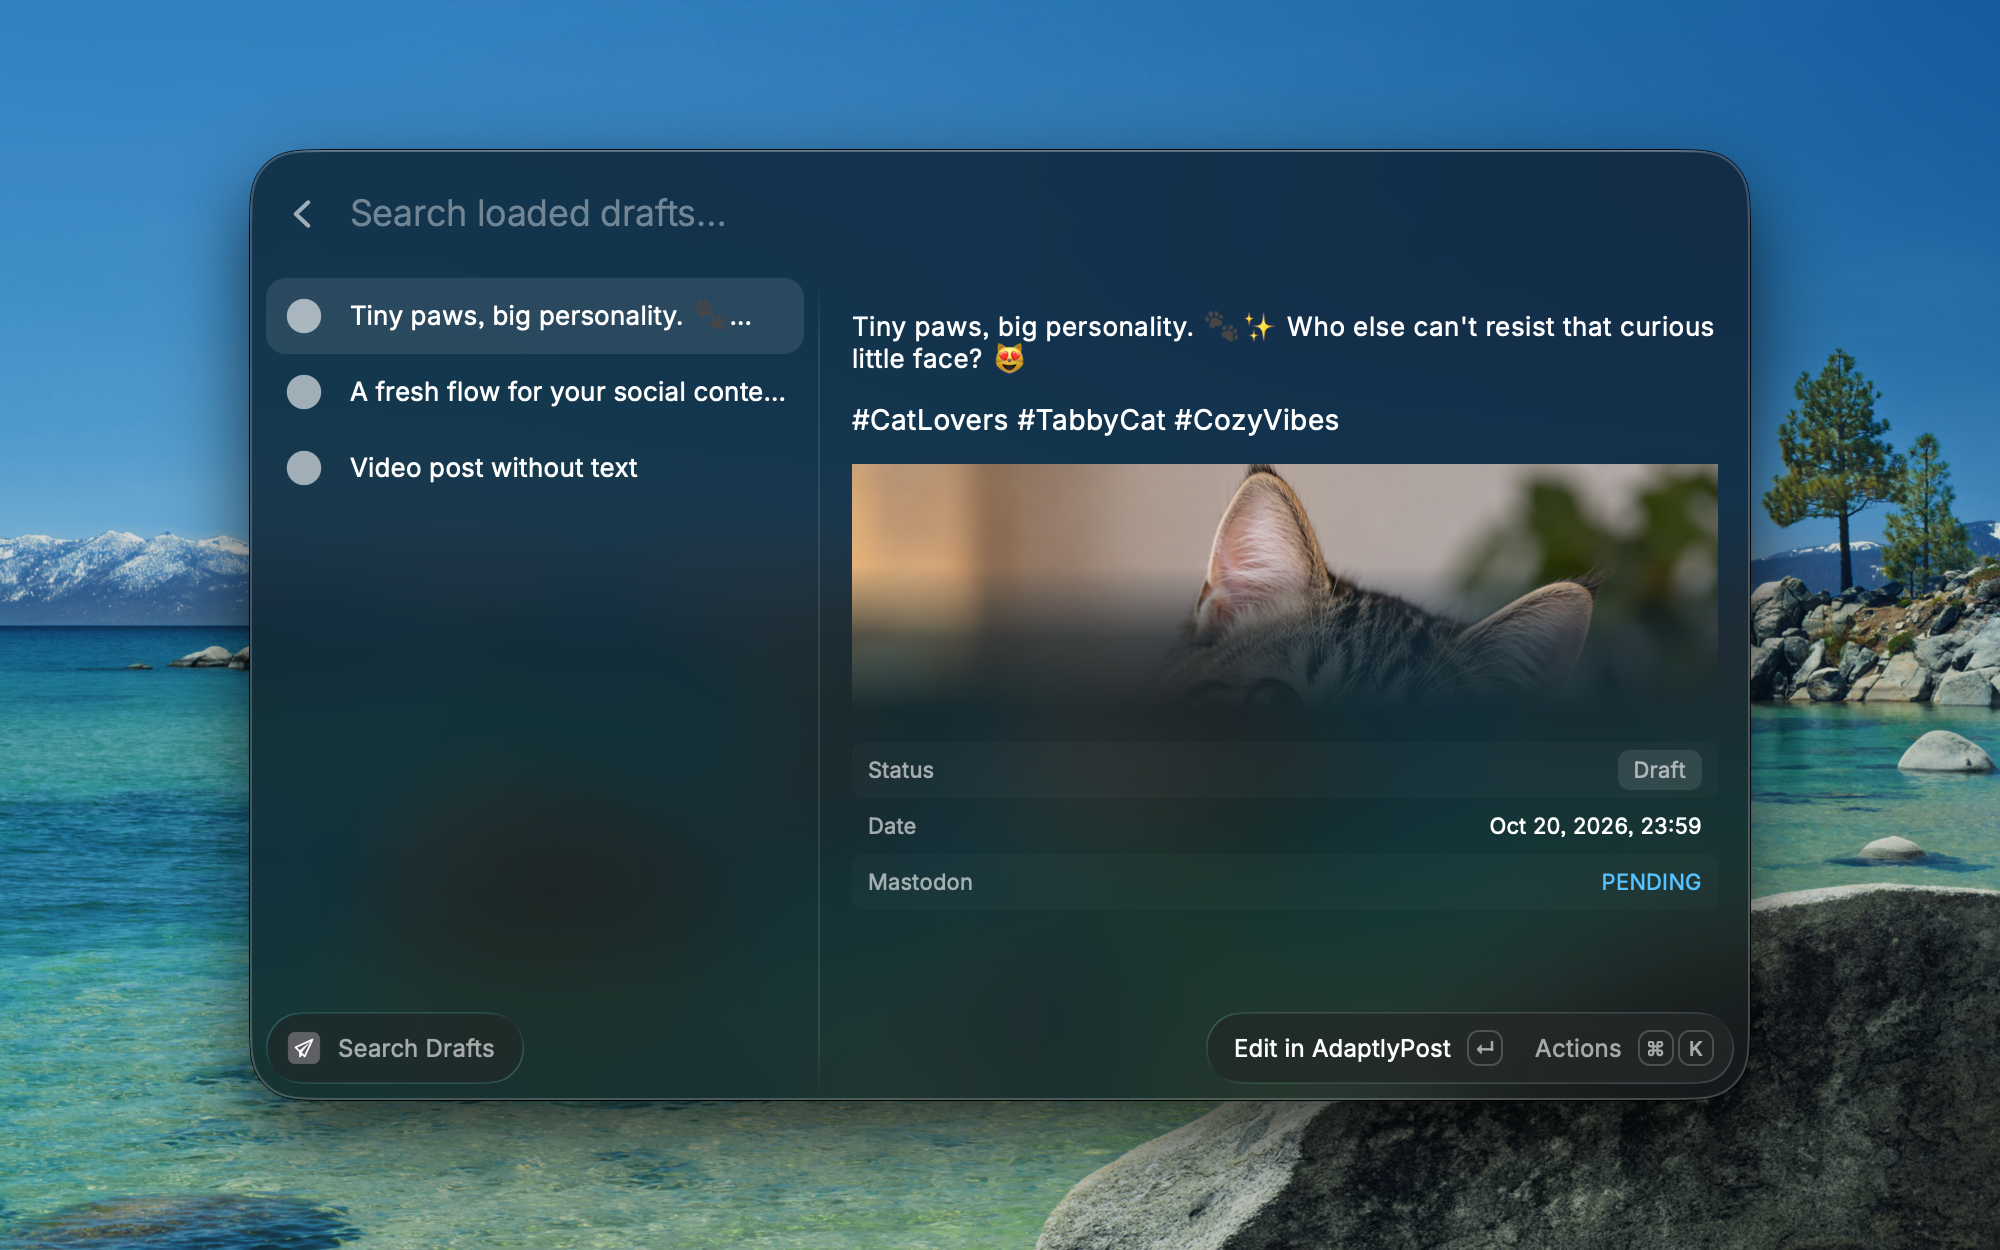 Search loaded drafts...
Tiny paws, big personality. 🐾...
A fresh flow for your social conte...
Video post without text
Tiny paws, big personality. 🐾✨ Who else can't resist that curious
little face? 😻
#CatLovers #TabbyCat #CozyVibes
Status Draft
Date Oct 20, 2026, 23:59
Mastodon PENDING
Search Drafts
Edit in AdaptlyPost ↵ Actions ⌘ K